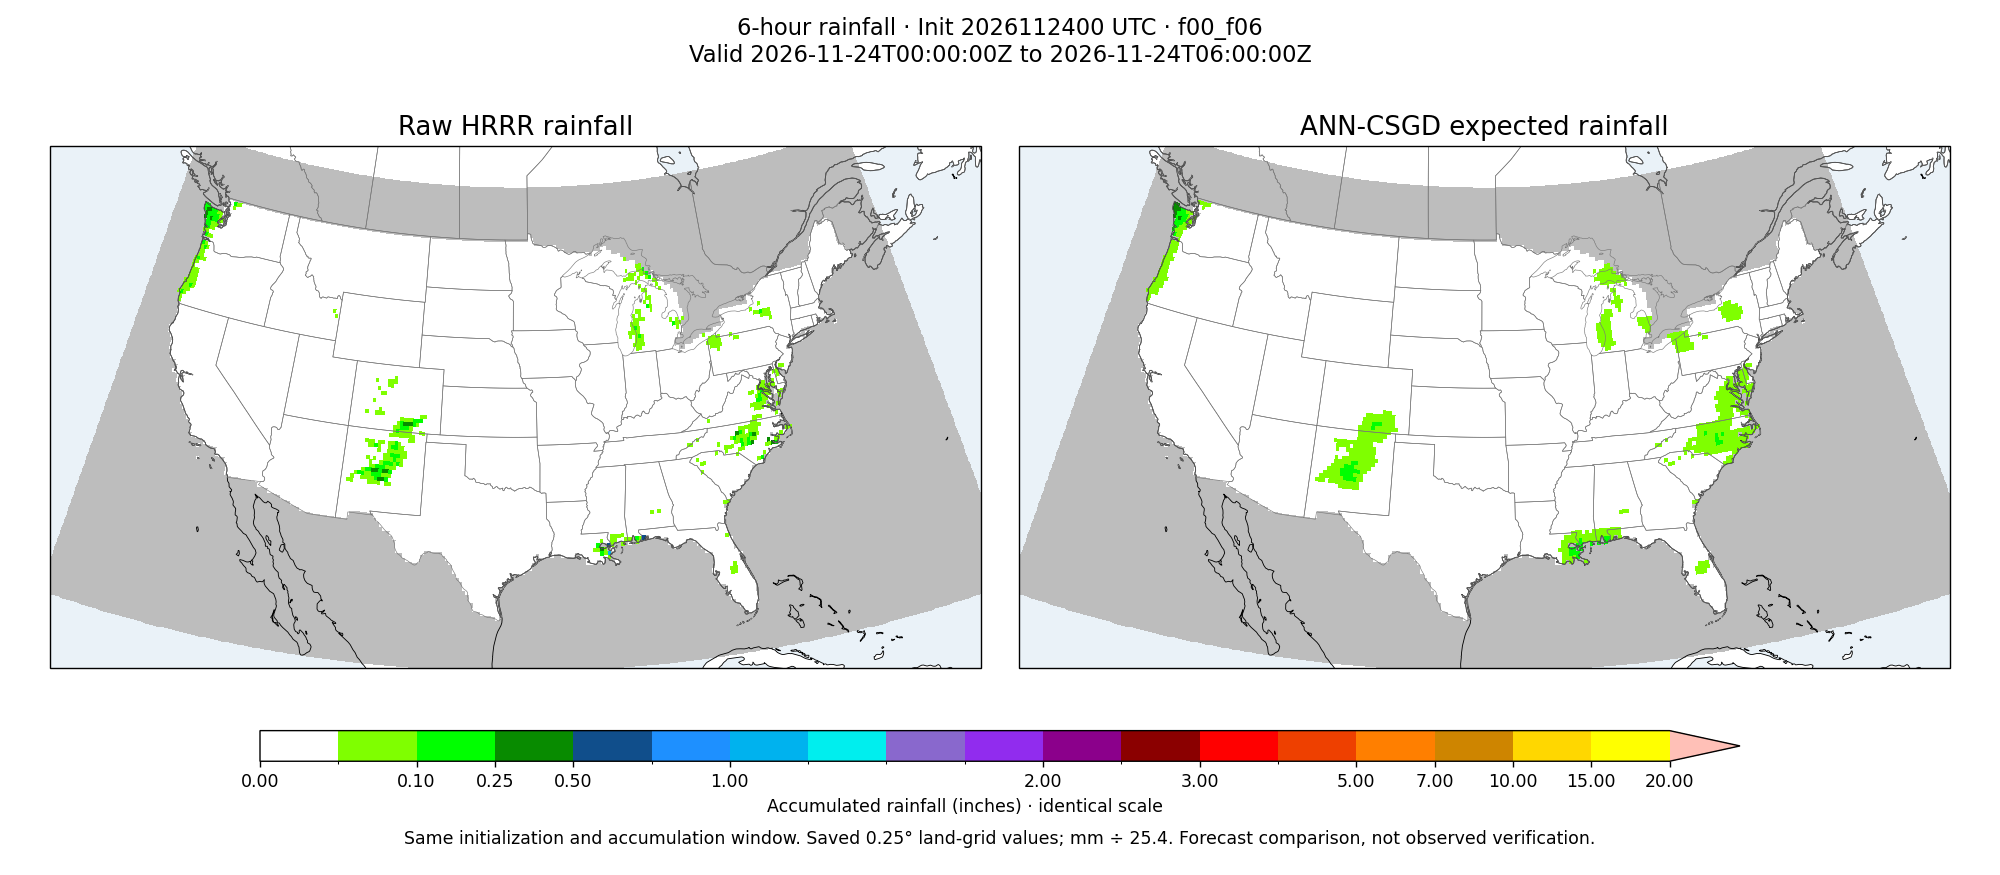 6-hour rainfall · Init 2026112400 UTC · f00_f06
Valid 2026-11-24T00:00:00Z to 2026-11-24T06:00:00Z
Raw HRRR rainfall
ANN-CSGD expected rainfall
0.00 0.10 0.25 0.50 1.00 2.00 3.00 5.00 7.00 10.00 15.00 20.00
Accumulated rainfall (inches) · identical scale
Same initialization and accumulation window. Saved 0.25° land-grid values; mm ÷ 25.4. Forecast comparison, not observed verification.